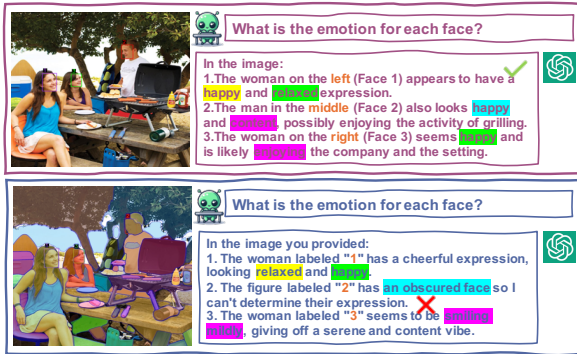 What is the emotion for each face?
In the image:
1.The woman on the left (Face 1) appears to have a
happy and relaxed expression.
2.The man in the middle (Face 2) also looks happy
and content, possibly enjoying the activity of grilling.
3.The woman on the right (Face 3) seems happy and
is likely enjoying the company and the setting.
What is the emotion for each face?
In the image you provided:
1. The woman labeled "1" has a cheerful expression,
looking relaxed and happy.
2. The figure labeled "2" has an obscured face so I
can't determine their expression.
3. The woman labeled "3" seems to be smiling
mildly, giving off a serene and content vibe.